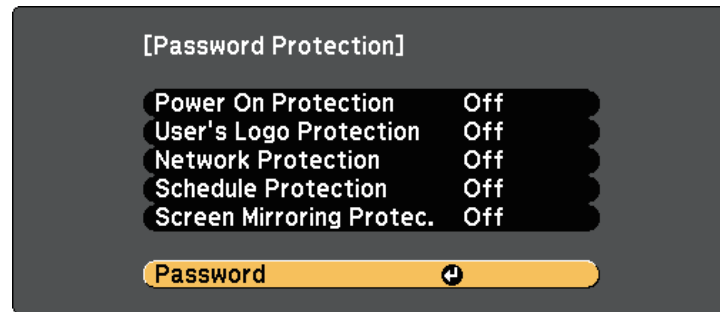 [Password Protection]
Power On Protection Off
User's Logo Protection Off
Network Protection Off
Schedule Protection Off
Screen Mirroring Protec. Off
Password